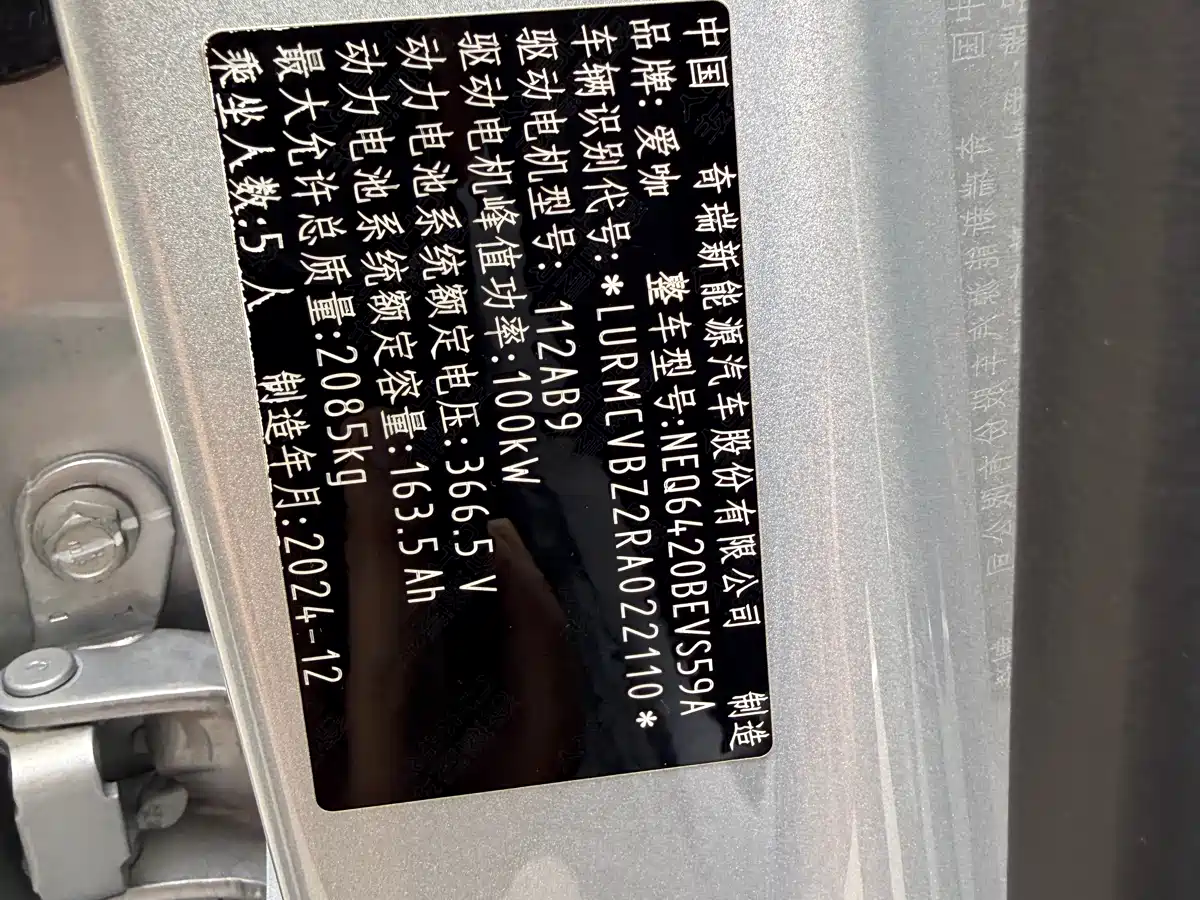 中国 奇瑞新能源汽车股份有限公司 制造
品牌: 爱咖 整车型号:NEQ6420BEVS59A
车辆识别代号:*LURMCVBZ2RA022110*
驱动电机型号: 112AB9
驱动电机峰值功率:100kW
动力电池系统额定电压:366.5V
动力电池系统额定容量:163.5Ah
最大允许总质量:2085kg
乘坐人数:5人 制造年月:2024-12